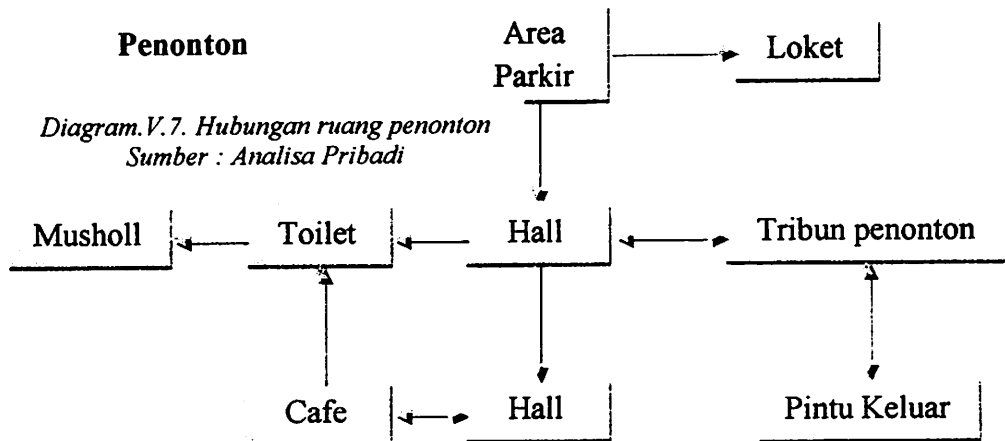 Penonton
Area
Parkir
Loket
Diagram.V.7. Hubungan ruang penonton
Sumber : Analisa Pribadi
Musholl
Toilet
Hall
Tribun penonton
Cafe
Hall
Pintu Keluar